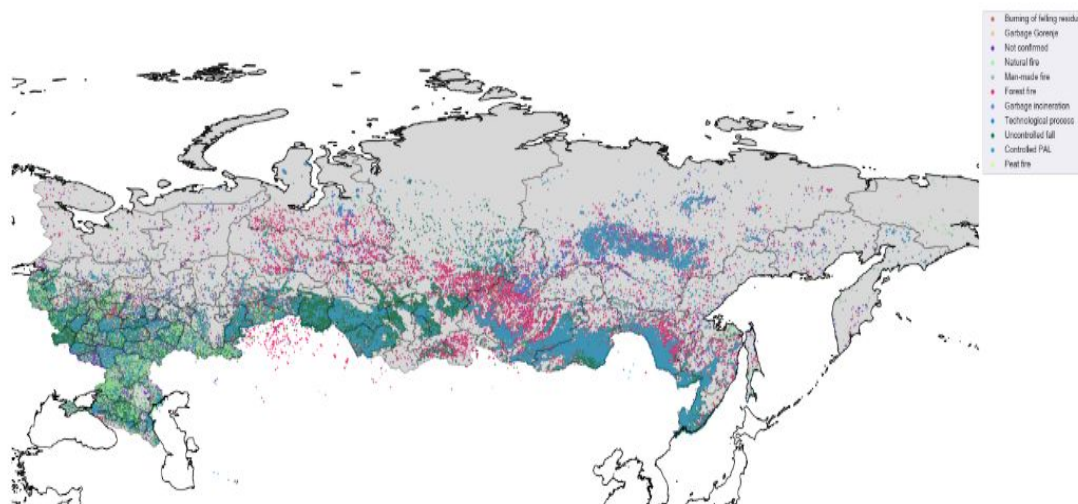 Burning of felling residu
Garbage Gorenje
Not confirmed
Natural fire
Man-made fire
Forest fire
Garbage incineration
Technological process
Uncontrolled fall
Controlled PAL
Peat fire